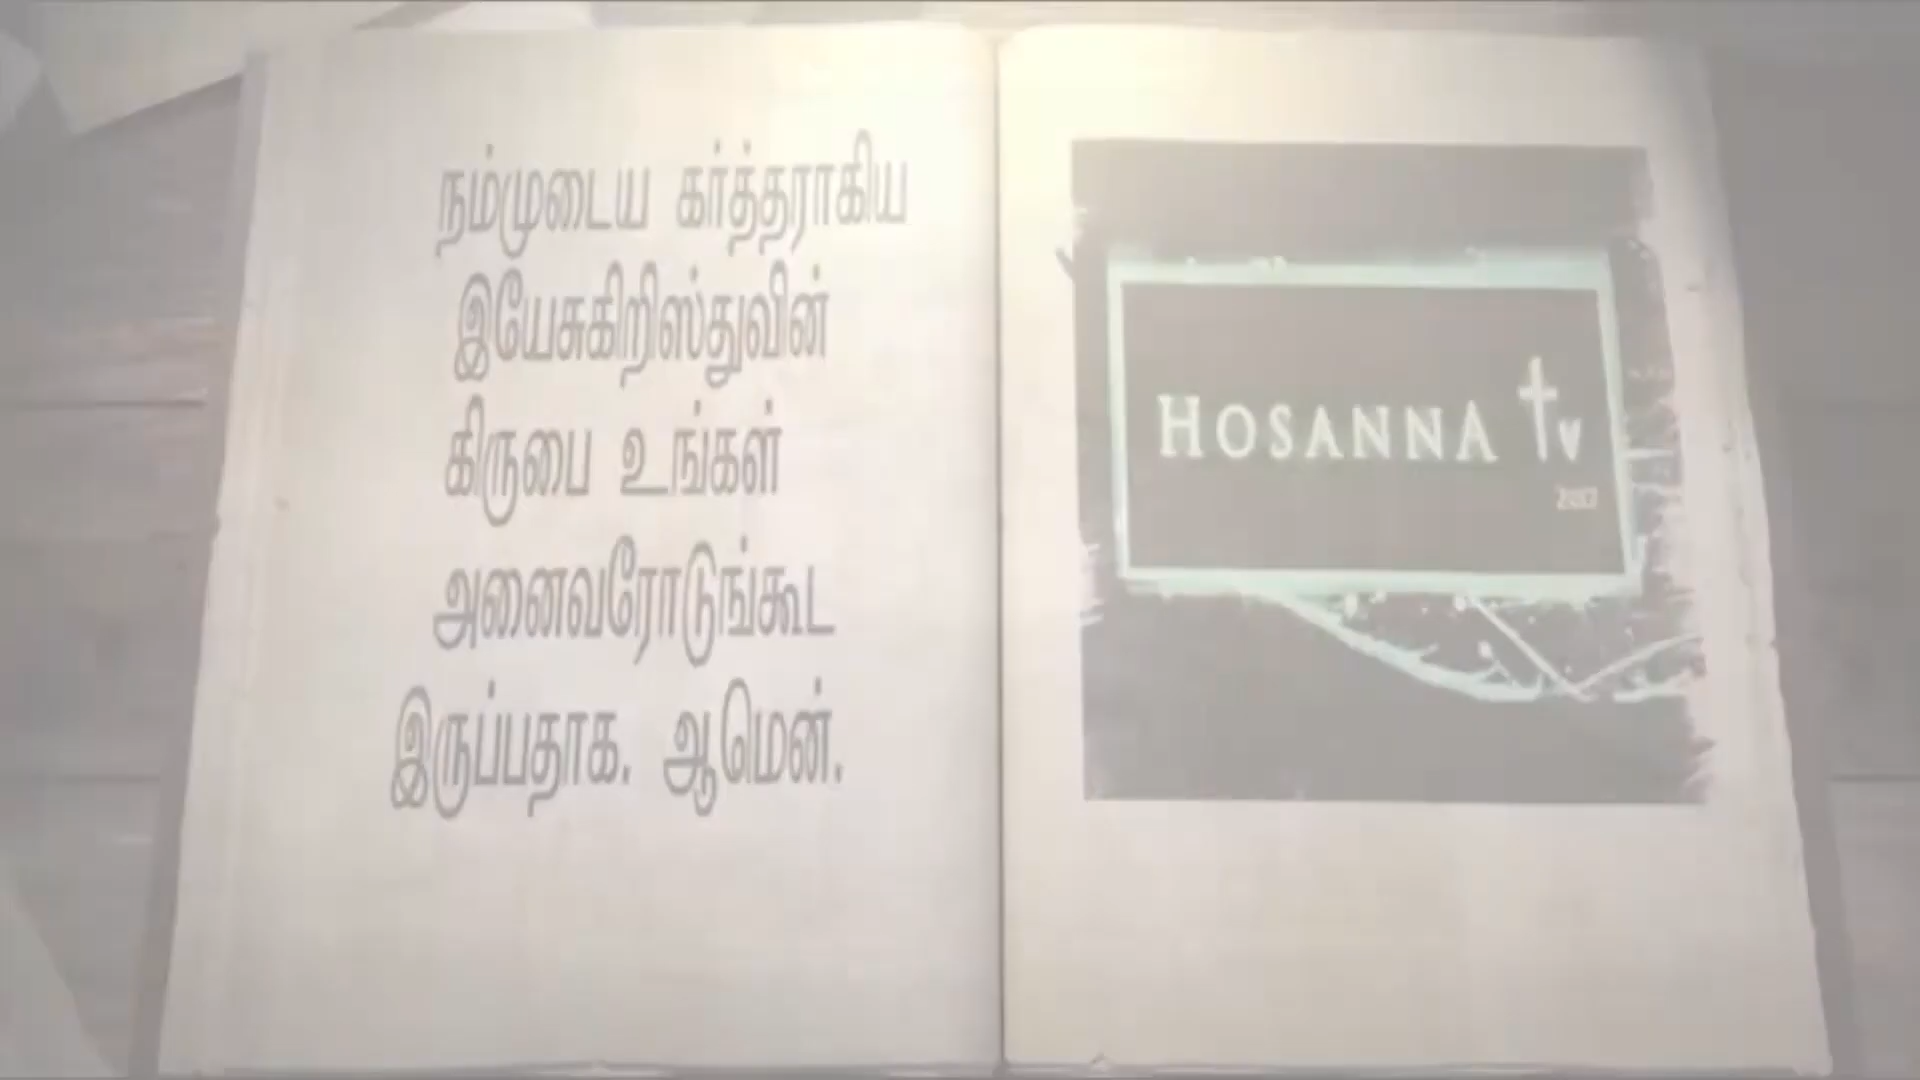 நம்முடைய கர்த்தராகிய
இயேசுகிறிஸ்துவின்
கிருபை உங்கள்
அனைவரோடுங்கூட
இருப்பதாக. ஆமென்.
HOSANNA tv